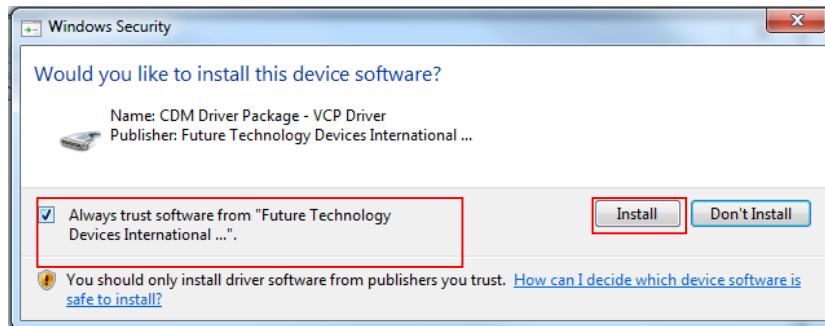 Windows Security
Would you like to install this device software?
Name: CDM Driver Package - VCP Driver
Publisher: Future Technology Devices International ...
Always trust software from "Future Technology
Devices International ...".
Install
Don't Install
You should only install driver software from publishers you trust. How can I decide which device software is
safe to install?